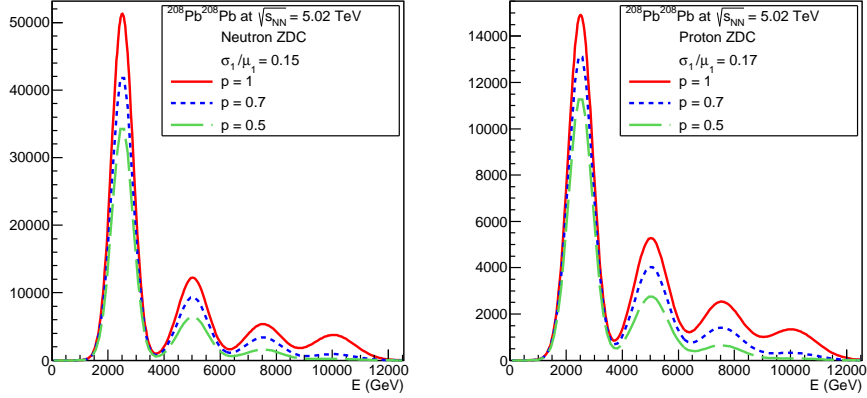 ²⁰⁸Pb²⁰⁸Pb at √s_NN = 5.02 TeV
Neutron ZDC
σ₁/μ₁ = 0.15
p = 1
p = 0.7
p = 0.5
50000
40000
30000
20000
10000
0
0 2000 4000 6000 8000 10000 12000
E (GeV)
²⁰⁸Pb²⁰⁸Pb at √s_NN = 5.02 TeV
Proton ZDC
σ₁/μ₁ = 0.17
p = 1
p = 0.7
p = 0.5
14000
12000
10000
8000
6000
4000
2000
0
0 2000 4000 6000 8000 10000 12000
E (GeV)